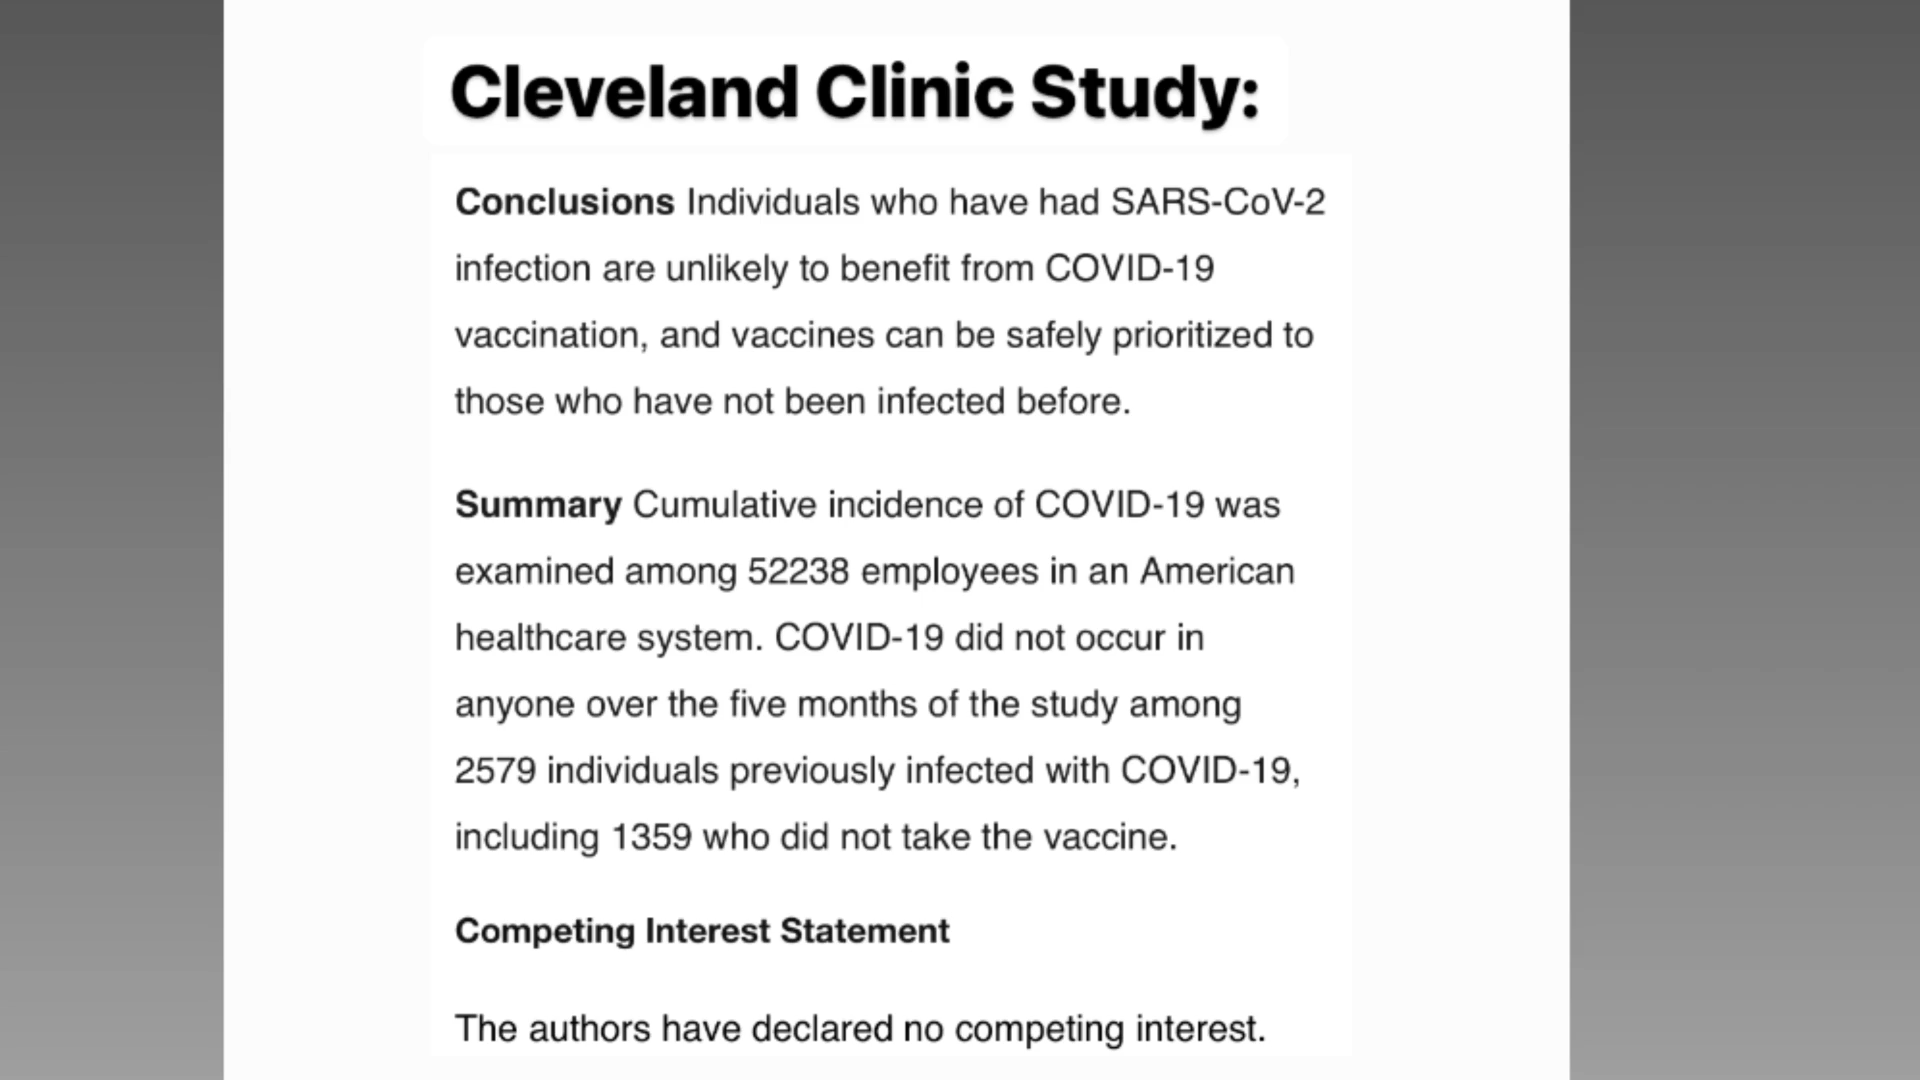 Cleveland Clinic Study:
Conclusions Individuals who have had SARS-CoV-2
infection are unlikely to benefit from COVID-19
vaccination, and vaccines can be safely prioritized to
those who have not been infected before.
Summary Cumulative incidence of COVID-19 was
examined among 52238 employees in an American
healthcare system. COVID-19 did not occur in
anyone over the five months of the study among
2579 individuals previously infected with COVID-19,
including 1359 who did not take the vaccine.
Competing Interest Statement
The authors have declared no competing interest.